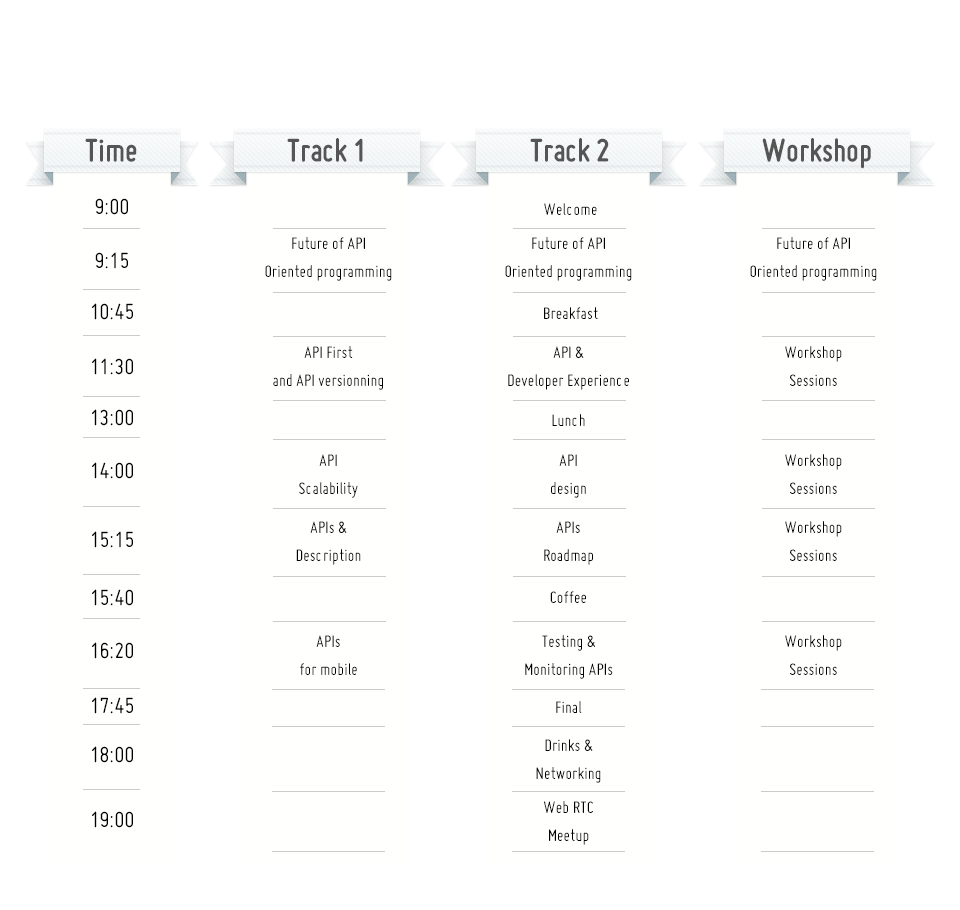 Time Track 1 Track 2 Workshop
9:00 Welcome
Future of API Future of API Future of API
9:15
Oriented programming Oriented programming Oriented programming
10:45 Breakfast
API First API & Workshop
11:30
and API versionning Developer Experience Sessions
13:00 Lunch
API API Workshop
14:00
Scalability design Sessions
APIs & APIs Workshop
15:15
Description Roadmap Sessions
15:40 Coffee
APIs Testing & Workshop
16:20
for mobile Monitoring APIs Sessions
17:45 Final
Drinks &
18:00
Networking
Web RTC
19:00
Meetup